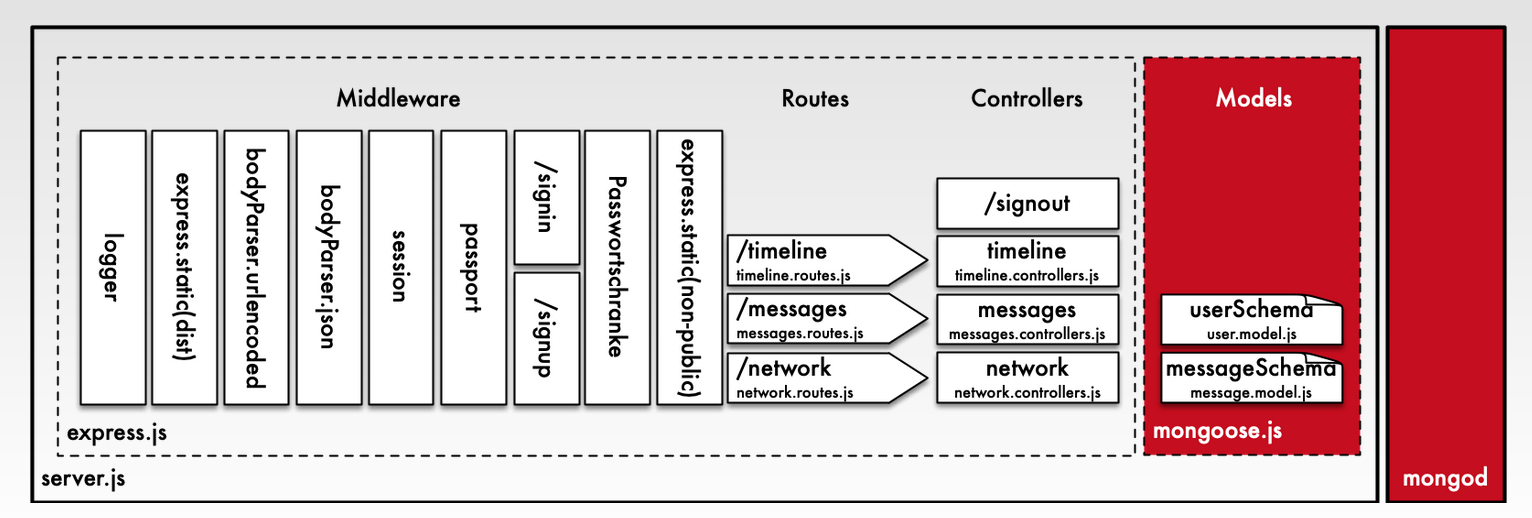 Middleware
Routes
Controllers
Models
logger
express.static(dist)
bodyParser.urlencoded
bodyParser.json
session
passport
/signin
/signup
Passwortschranke
express.static(non-public)
/timeline
timeline.routes.js
/messages
messages.routes.js
/network
network.routes.js
/signout
timeline
timeline.controllers.js
messages
messages.controllers.js
network
network.controllers.js
userSchema
user.model.js
messageSchema
message.model.js
express.js
mongoose.js
server.js
mongod